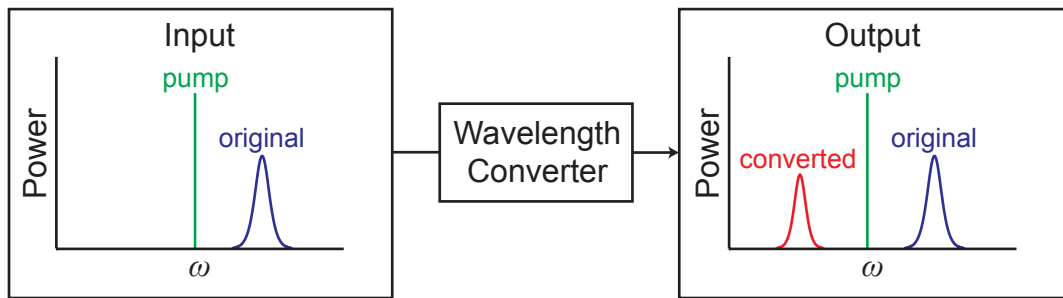 Input
Power
pump
original
ω
Wavelength
Converter
Output
Power
pump
converted
original
ω